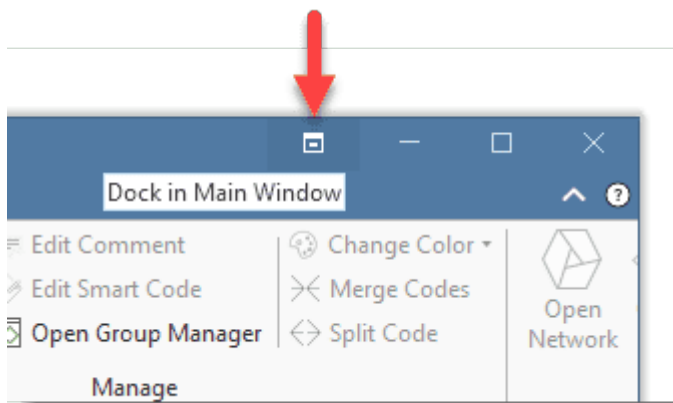 Dock in Main Window
?
Edit Comment
Change Color
Edit Smart Code
Merge Codes
Open
Network
Open Group Manager
Split Code
Manage